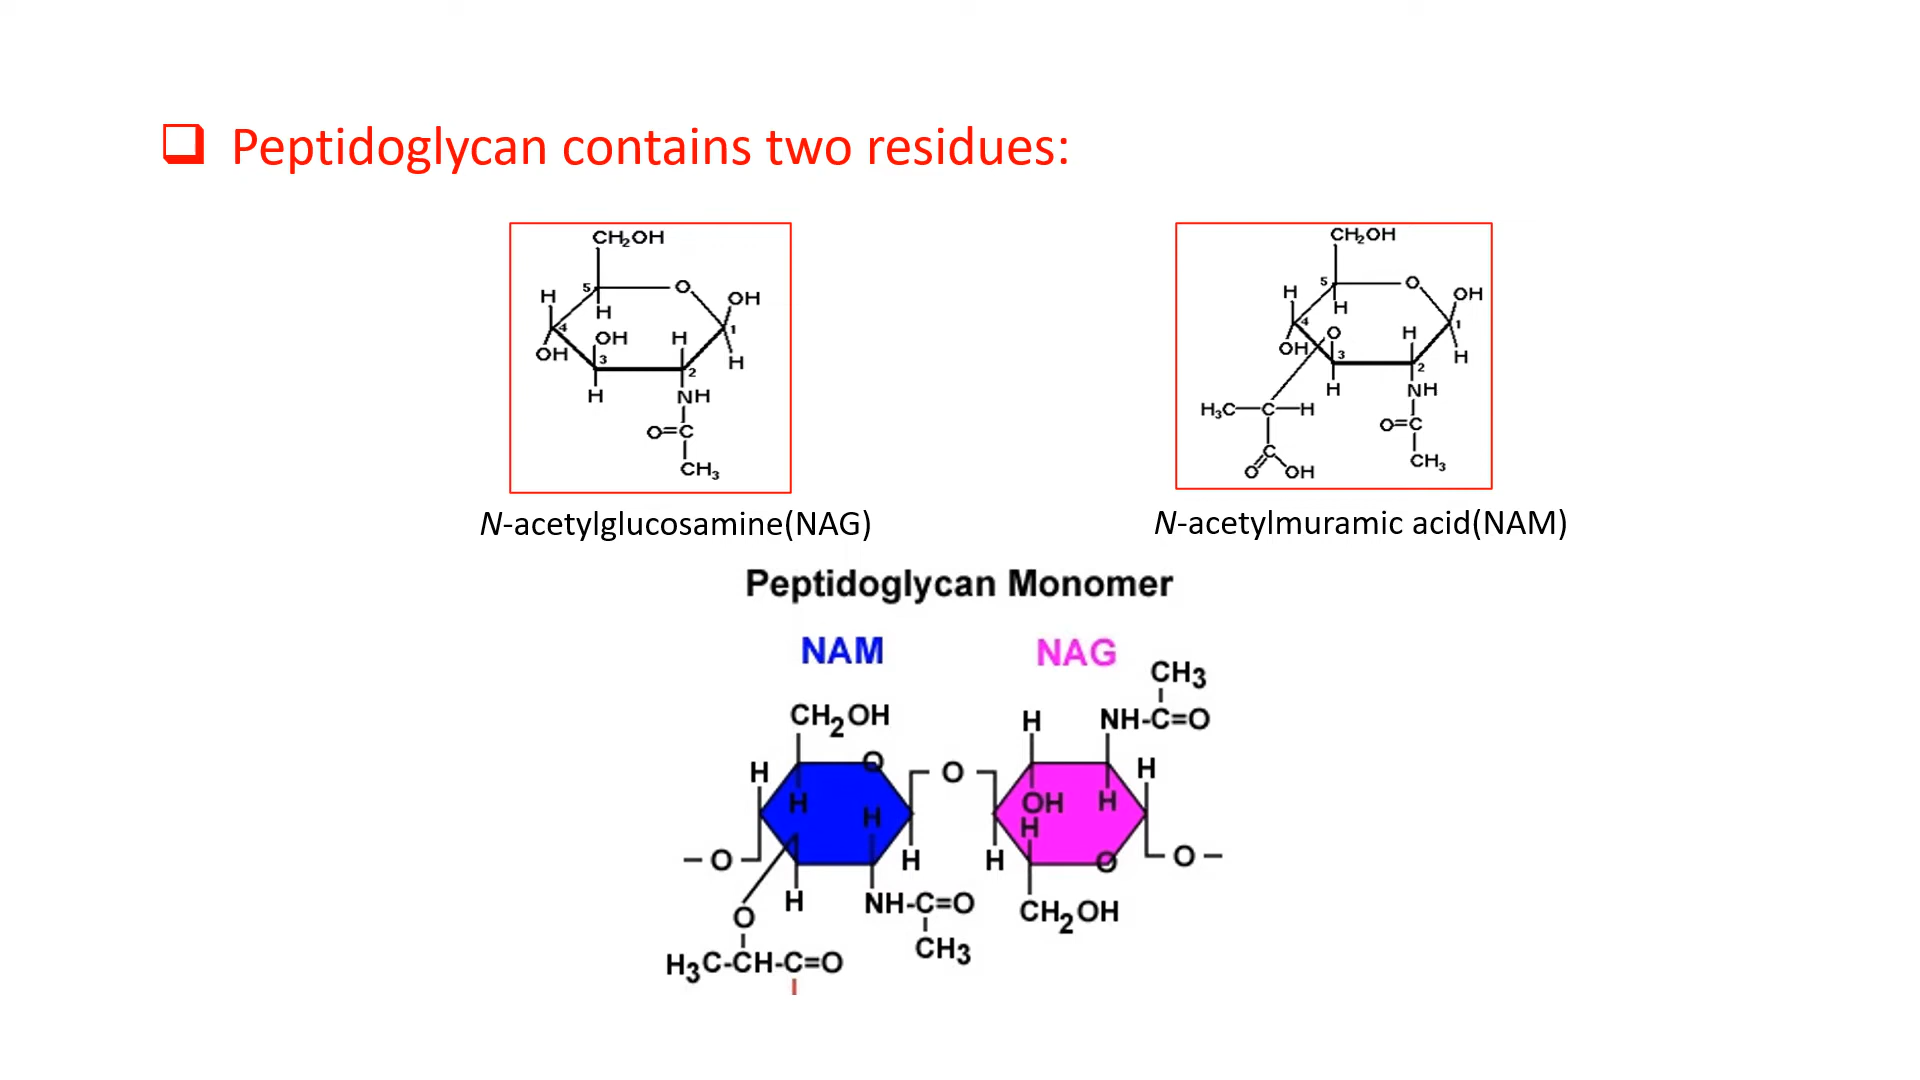 ❑ Peptidoglycan contains two residues:
CH2OH
H
5
O
OH
H
4
OH
H
1
OH
3
2
H
H
NH
O=C
CH3
N-acetylglucosamine(NAG)
CH2OH
H
5
O
OH
H
4
O
H
1
OH
3
2
H
H
NH
H3C-C-H
O=C
C
CH3
O
OH
N-acetylmuramic acid(NAM)
Peptidoglycan Monomer
NAM
NAG
CH3
CH2OH
H
NH-C=O
H
O
O
H
H
H
OH
H
H
O
H
H
O
O
H
NH-C=O
CH2OH
O
CH3
H3C-CH-C=O